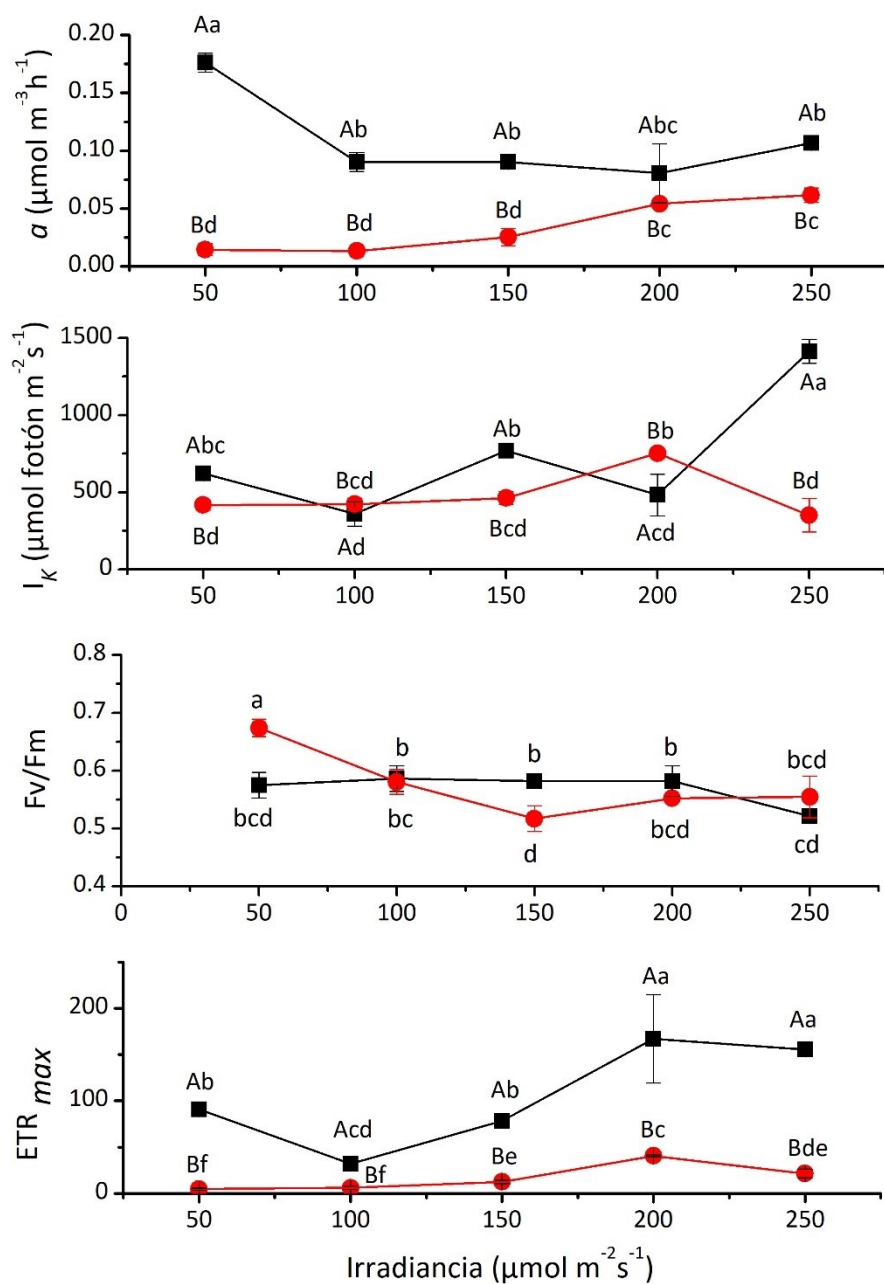 0.20
0.15
0.10
0.05
0.00
α (µmol m⁻³h⁻¹)
Aa
Ab
Ab
Abc
Ab
Bd
Bd
Bd
Bc
Bc
50 100 150 200 250
1500
1000
500
0
I_K (µmol fotón m⁻² s⁻¹)
Abc
Bcd
Ab
Bb
Aa
Bd
Ad
Bcd
Acd
Bd
50 100 150 200 250
0.8
0.7
0.6
0.5
0.4
Fv/Fm
a
b
b
b
bcd
bcd
bc
d
bcd
cd
0 50 100 150 200 250
200
100
0
ETR max
Ab
Acd
Ab
Aa
Aa
Bf
Bf
Be
Bc
Bde
50 100 150 200 250
Irradiancia (µmol m⁻²s⁻¹)